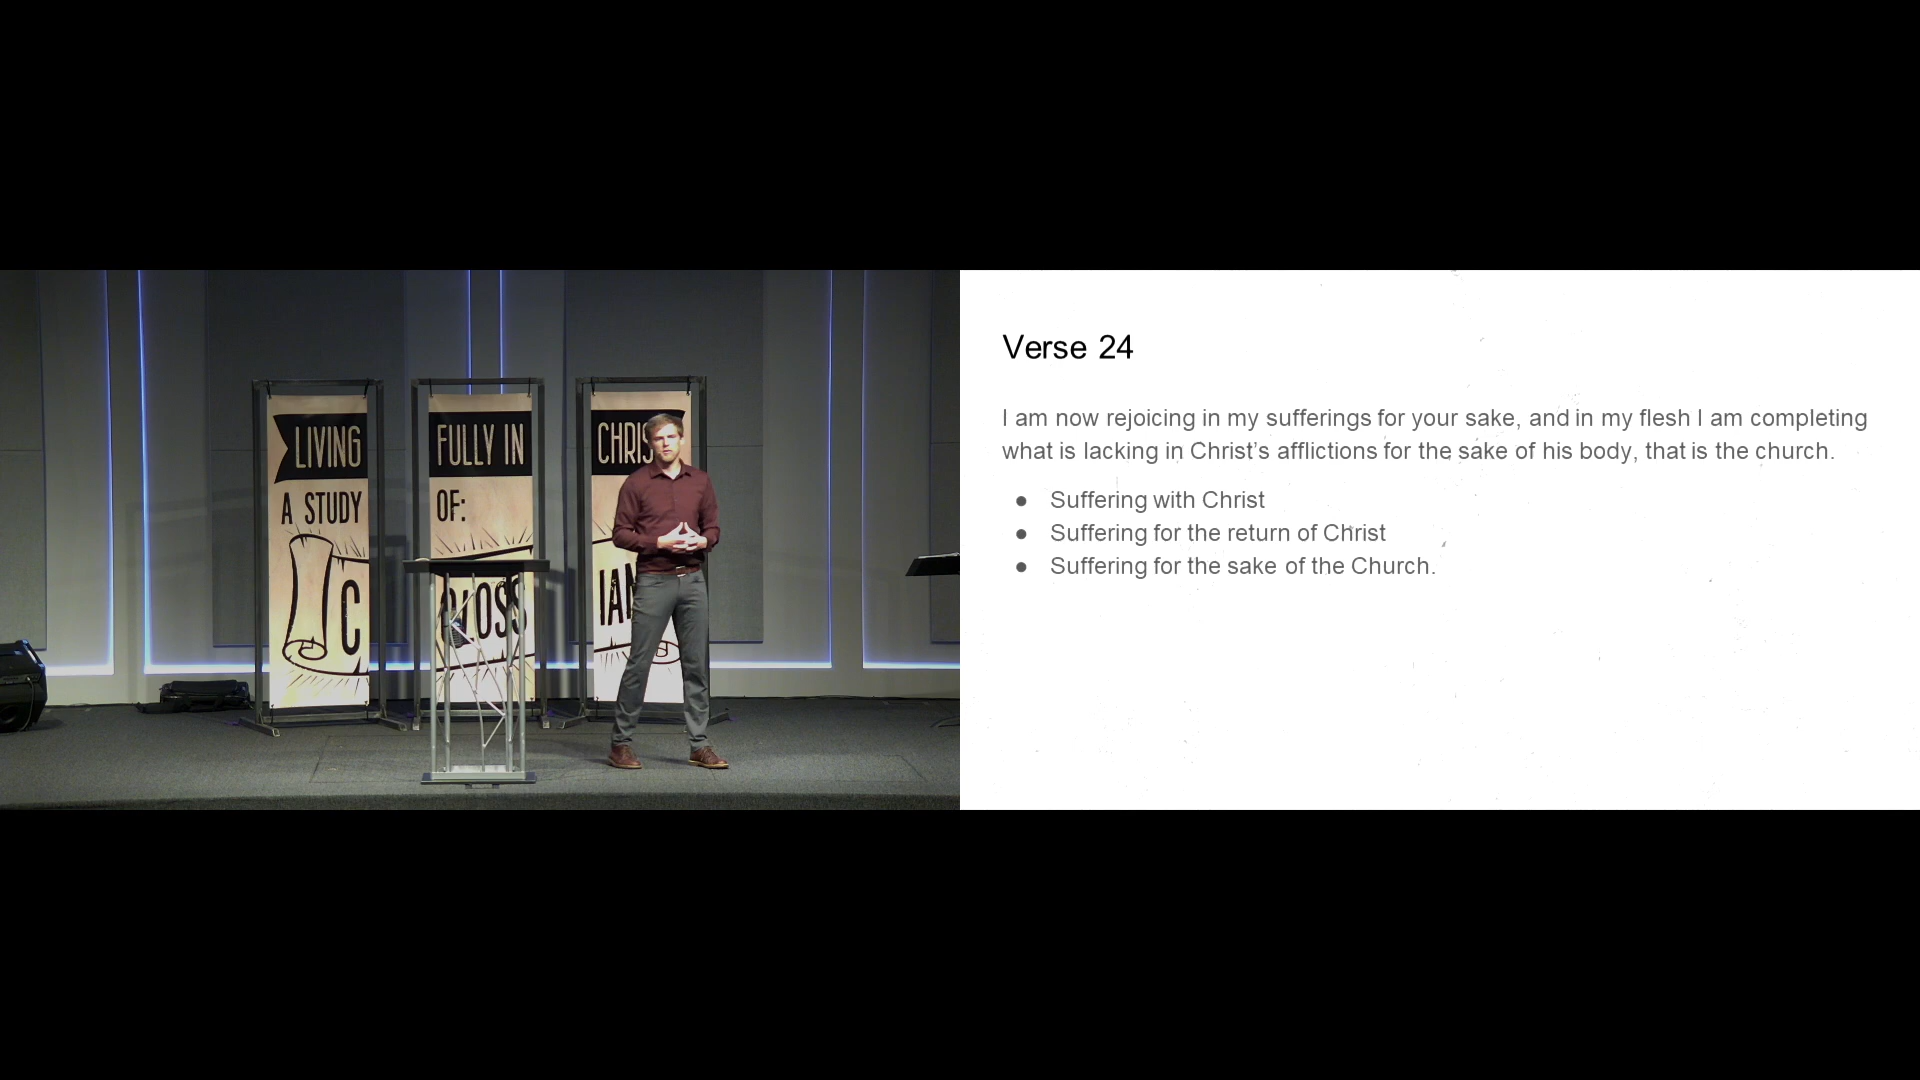 LIVING
FULLY IN
CHRIS
A STUDY
OF:
C
OLOSS
IAN
Verse 24
I am now rejoicing in my sufferings for your sake, and in my flesh I am completing
what is lacking in Christ’s afflictions for the sake of his body, that is the church.
● Suffering with Christ
● Suffering for the return of Christ
● Suffering for the sake of the Church.